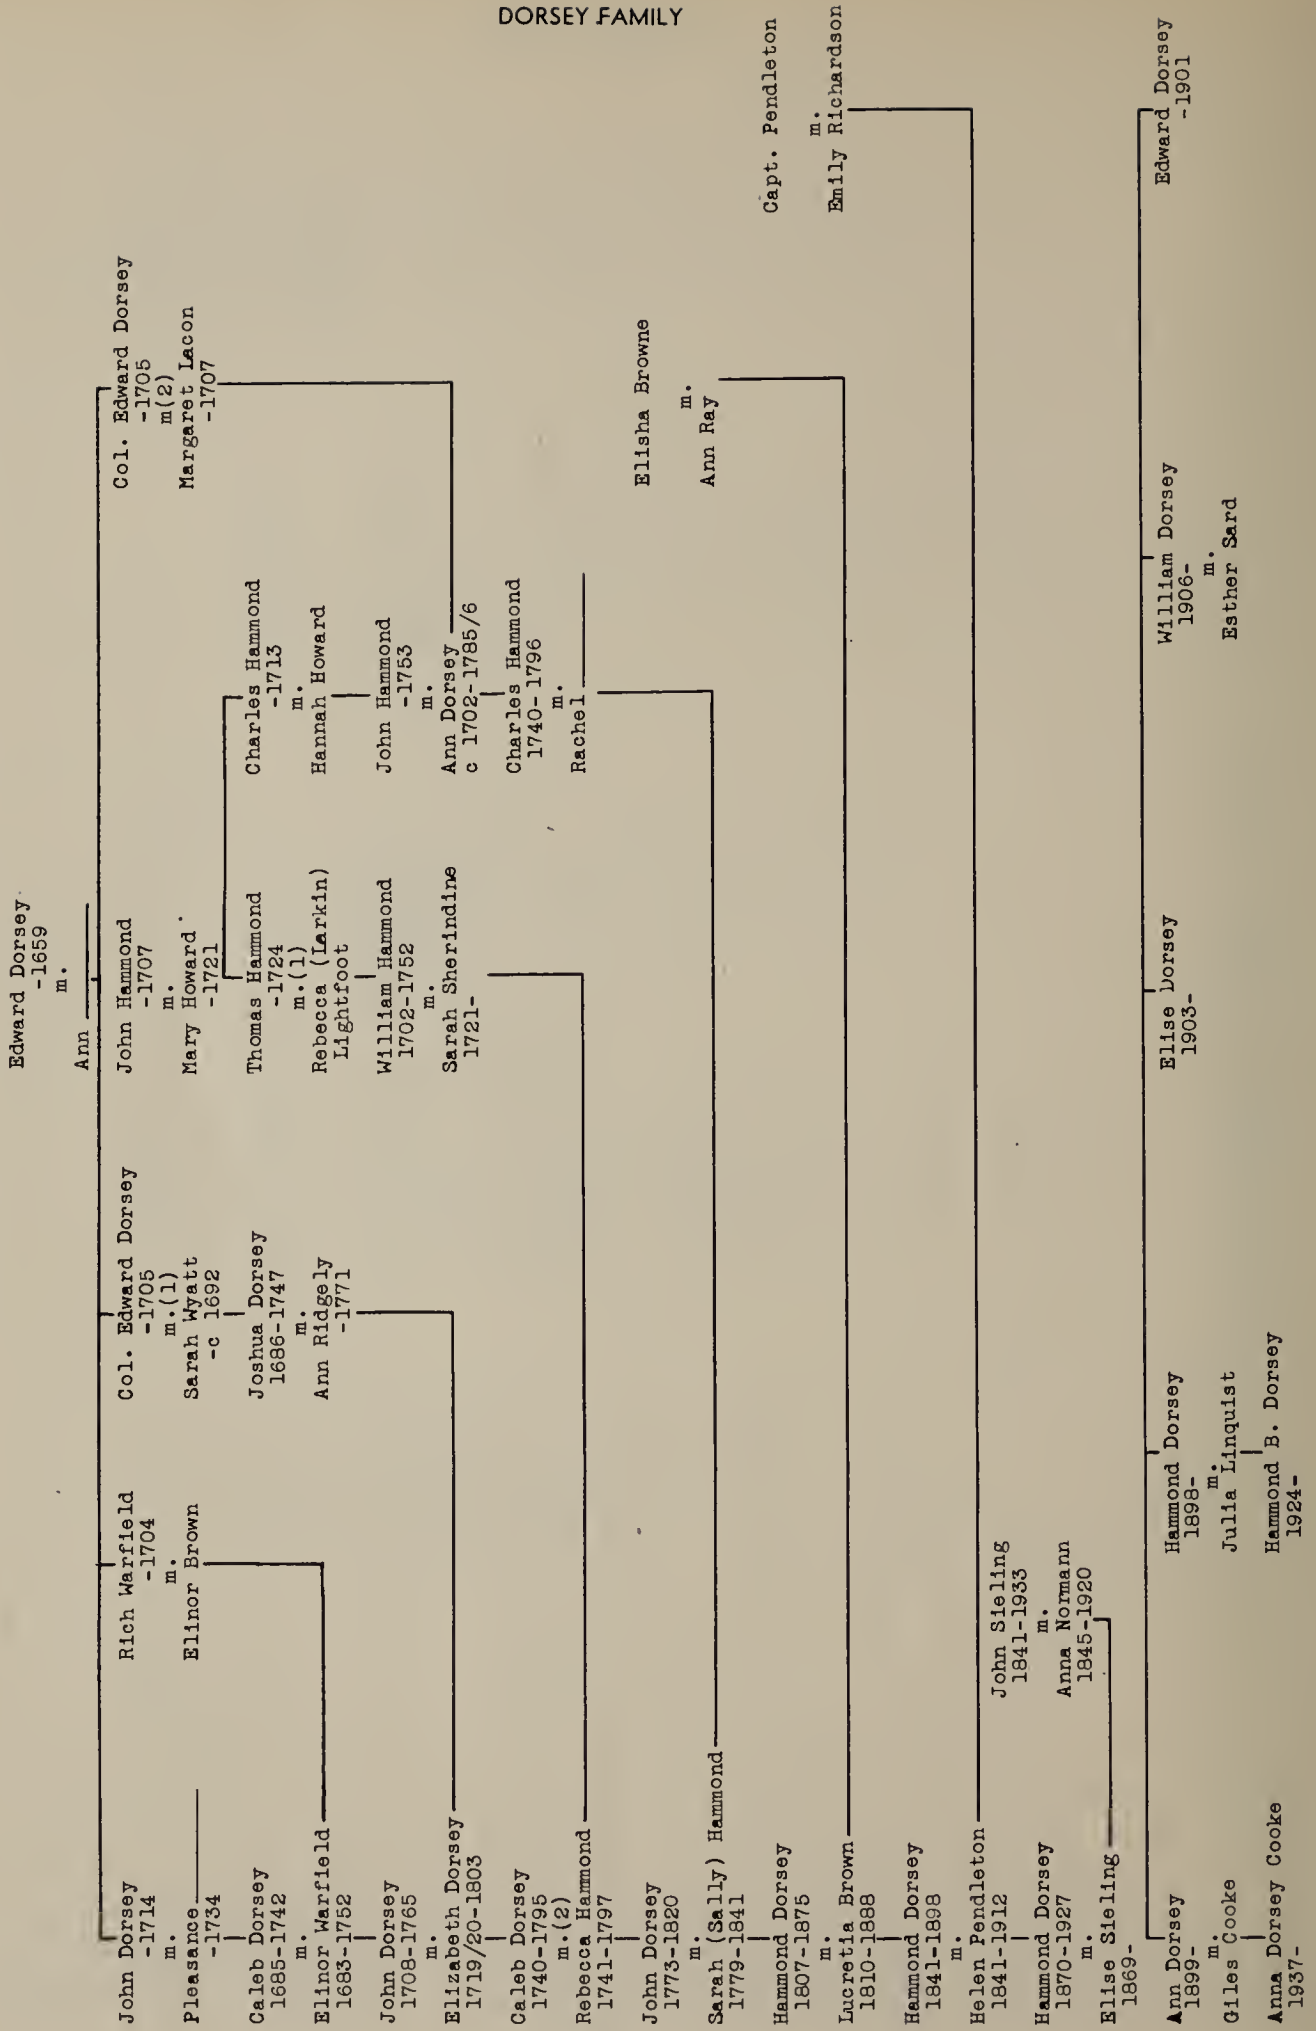 DORSEY FAMILY
Edward Dorsey
-1659
m.
Ann
John Dorsey
-1714
m.
Pleasance
-1734
Caleb Dorsey
1685-1742
m.
Elinor Warfield
1683-1752
John Dorsey
1708-1765
m.
Elizabeth Dorsey
1719/20-1803
Caleb Dorsey
1740-1795
m.(2)
Rebecca Hammond
1741-1797
John Dorsey
1773-1820
m.
Sarah (Sally) Hammond
1779-1841
Hammond Dorsey
1807-1875
m.
Lucretia Brown
1810-1888
Hammond Dorsey
1841-1898
m.
Helen Pendleton
1841-1912
Hammond Dorsey
1870-1927
m.
Elise Sieling
1869-
Ann Dorsey
1899-
m.
Giles Cooke
Anna Dorsey Cooke
1937-
Rich Warfield
-1704
m.
Elinor Brown
Col. Edward Dorsey
-1705
m.(1)
Sarah Wyatt
-c 1692
Joshua Dorsey
1686-1747
m.
Ann Ridgely
-1771
John Sieling
1841-1933
m.
Anna Normann
1845-1920
Hammond Dorsey
1898-
m.
Julia Linquist
Hammond B. Dorsey
1924-
John Hammond
-1707
m.
Mary Howard
-1721
Thomas Hammond
-1724
m.(1)
Rebecca (Larkin)
Lightfoot
William Hammond
1702-1752
m.
Sarah Sherindine
1721-
Elise Dorsey
1903-
Charles Hammond
-1713
m.
Hannah Howard
John Hammond
-1753
m.
Ann Dorsey
c 1702-1785/6
Charles Hammond
1740-1796
m.
Rachel
Col. Edward Dorsey
-1705
m(2)
Margaret Lacon
-1707
Elisha Browne
m.
Ann Ray
William Dorsey
1906-
m.
Esther Sard
Capt. Pendleton
m.
Emily Richardson
Edward Dorsey
-1901